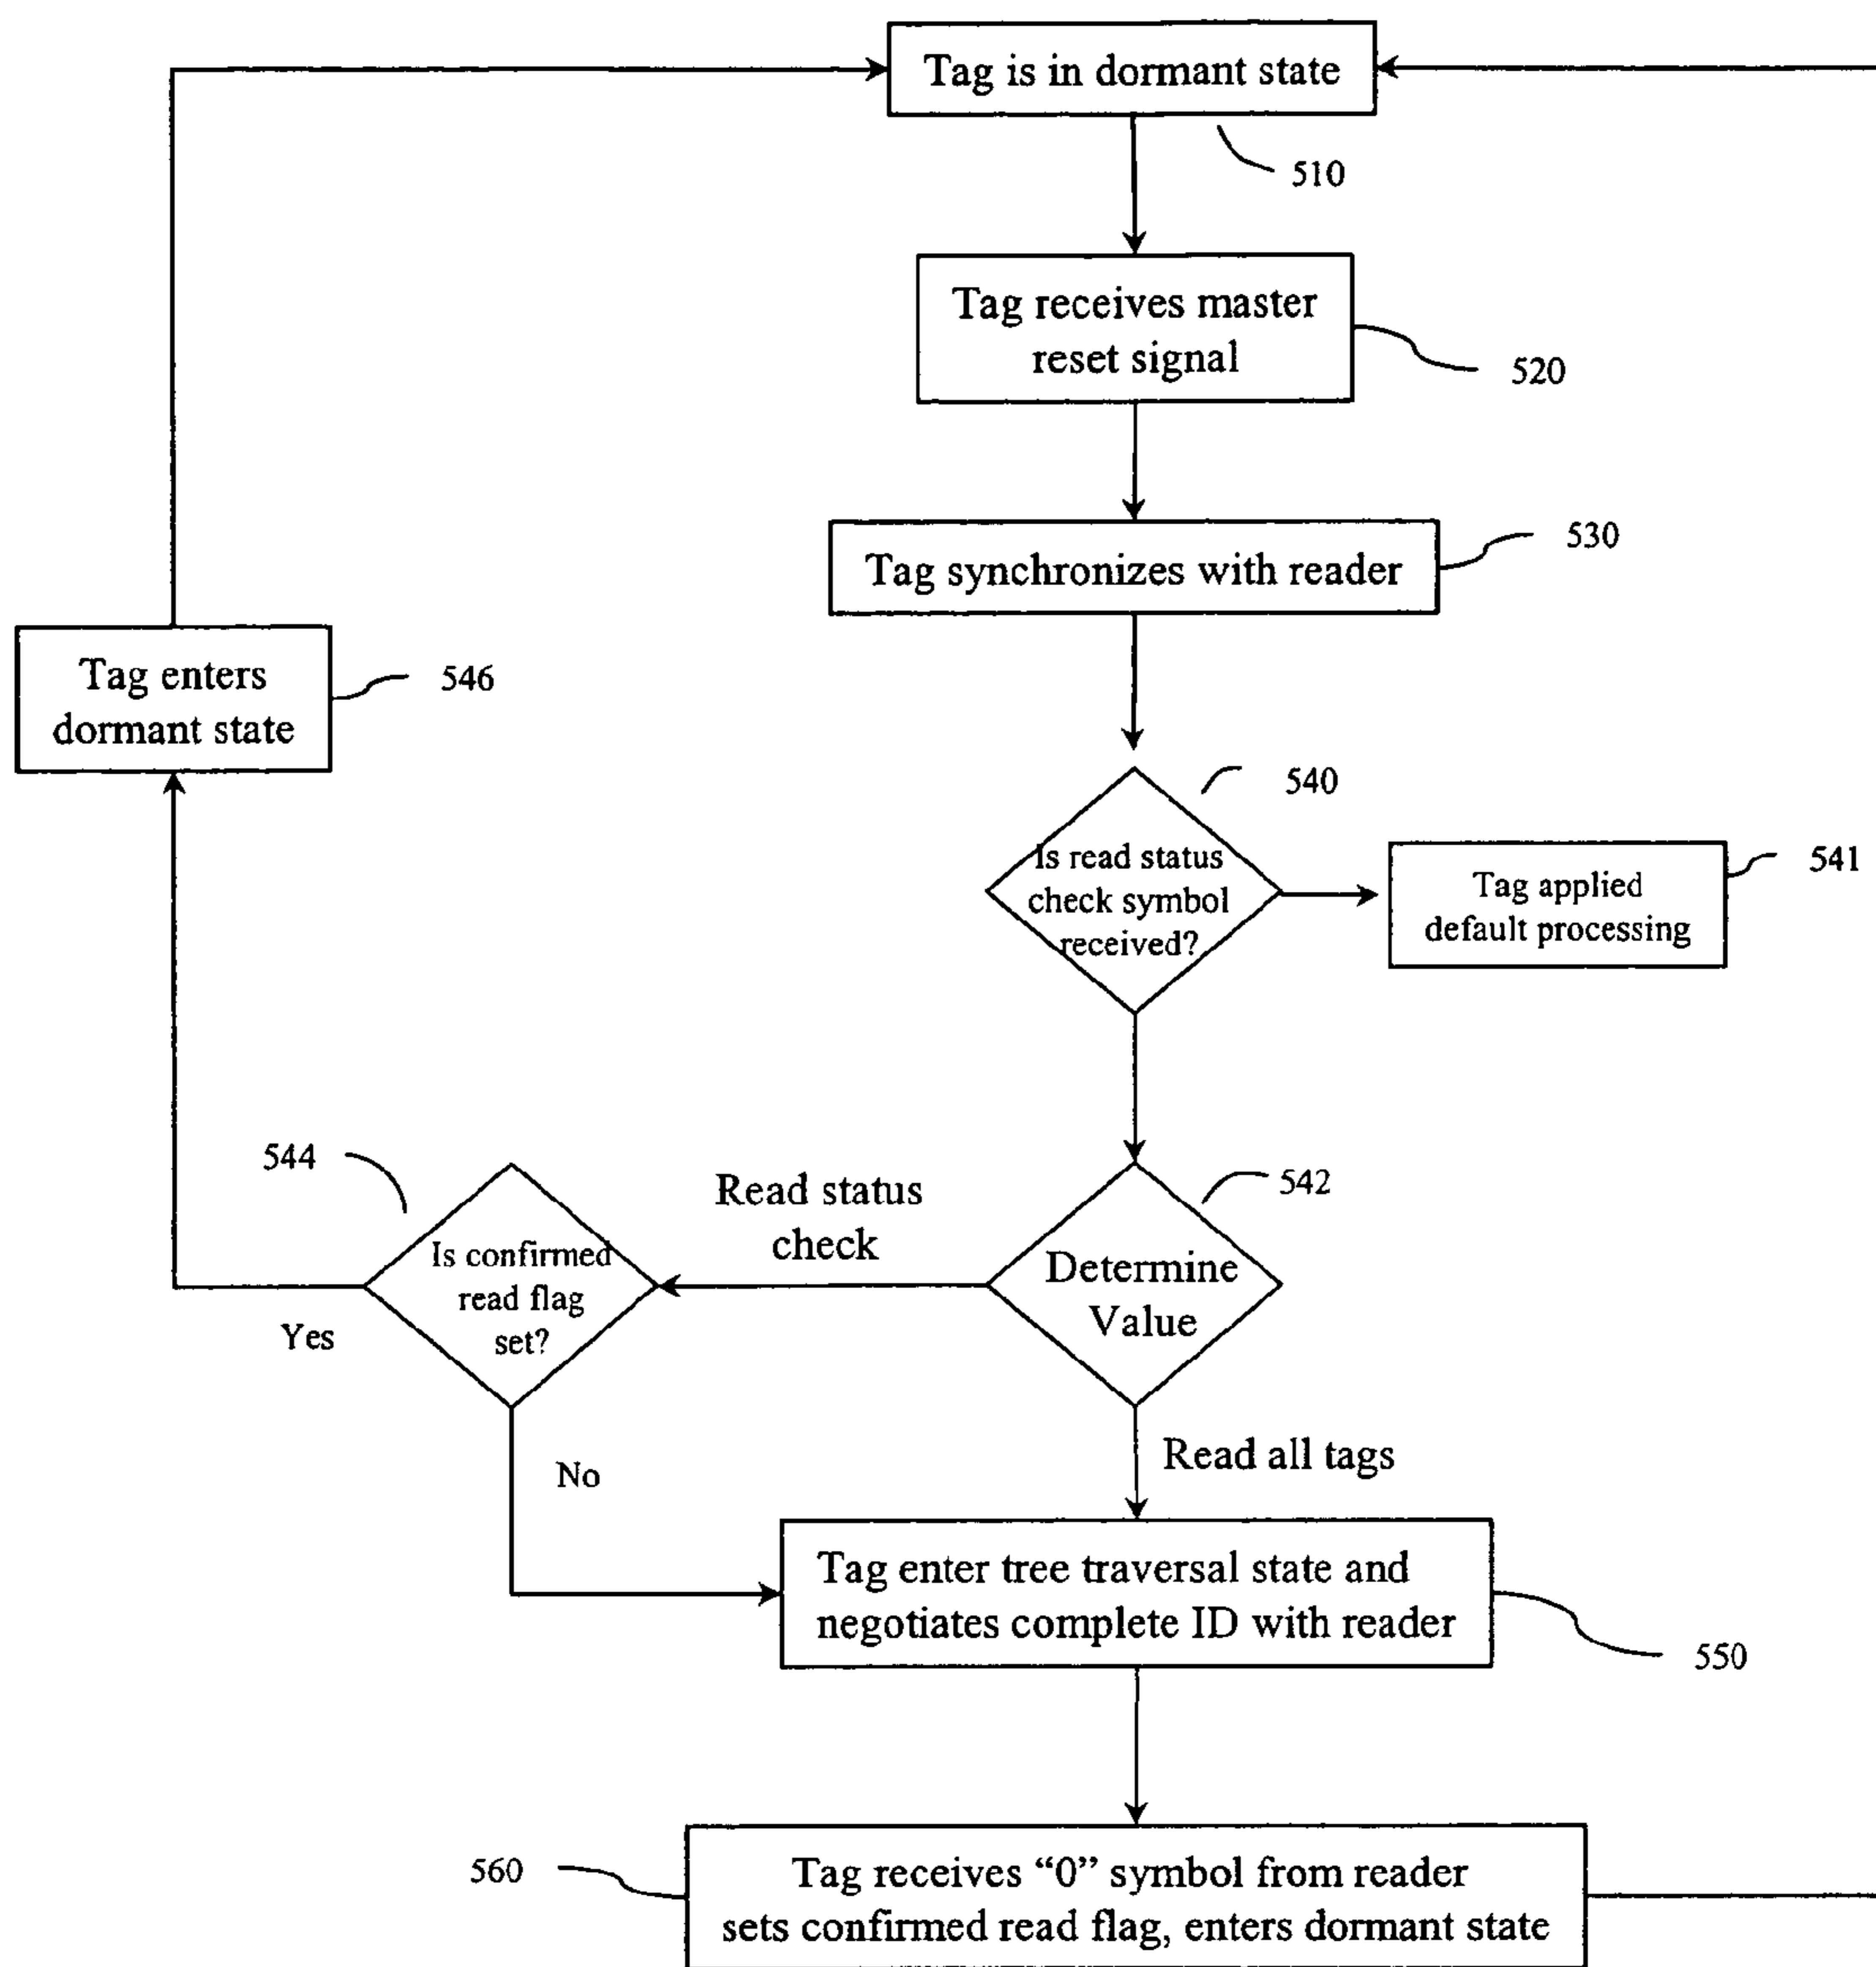 Tag is in dormant state
510
Tag receives master
reset signal
520
530
Tag synchronizes with reader
Tag enters
dormant state
546
540
Is read status
check symbol
received?
541
Tag applied
default processing
544
Read status
check
542
Is confirmed
read flag
set?
Determine
Value
Yes
No
Read all tags
Tag enter tree traversal state and
negotiates complete ID with reader
550
560
Tag receives “0” symbol from reader
sets confirmed read flag, enters dormant state